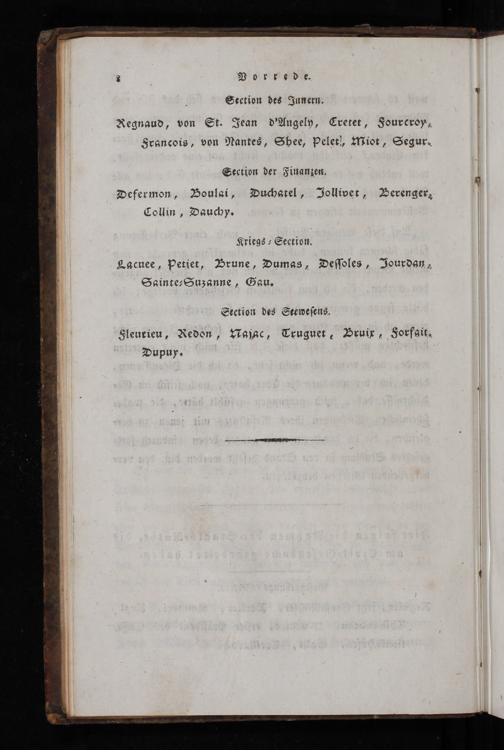 8 Vorrede.
Section des Innern.
Regnaud, von St. Jean d'Angely, Cretet, Fourcroy,
Francois, von Nantes, Shee, Pelet, Miot, Segur.
Section der Finanzen.
Defermon, Boulai, Duchatel, Jollivet, Berenger,
Collin, Dauchy.
Kriegs-Section.
Lacuee, Petiet, Brune, Dumas, Dessoles, Jourdan,
Sainte-Suzanne, Gau.
Section des Seewesens.
Fleurieu, Redon, Najac, Truguet, Bruix, Forfait,
Dupuy.